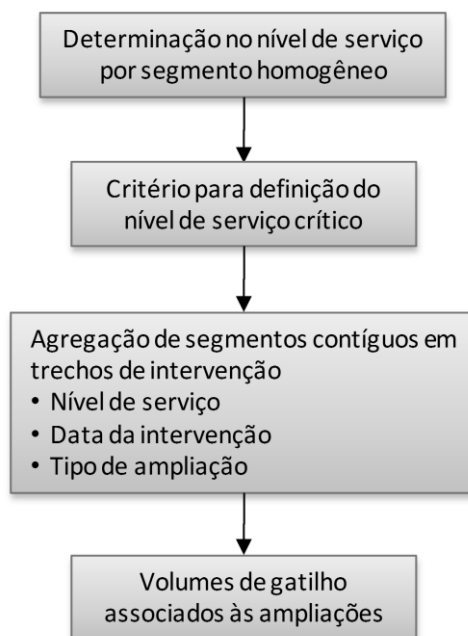 Determinação no nível de serviço
por segmento homogêneo
Critério para definição do
nível de serviço crítico
Agregação de segmentos contíguos em
trechos de intervenção
• Nível de serviço
• Data da intervenção
• Tipo de ampliação
Volumes de gatilho
associados às ampliações